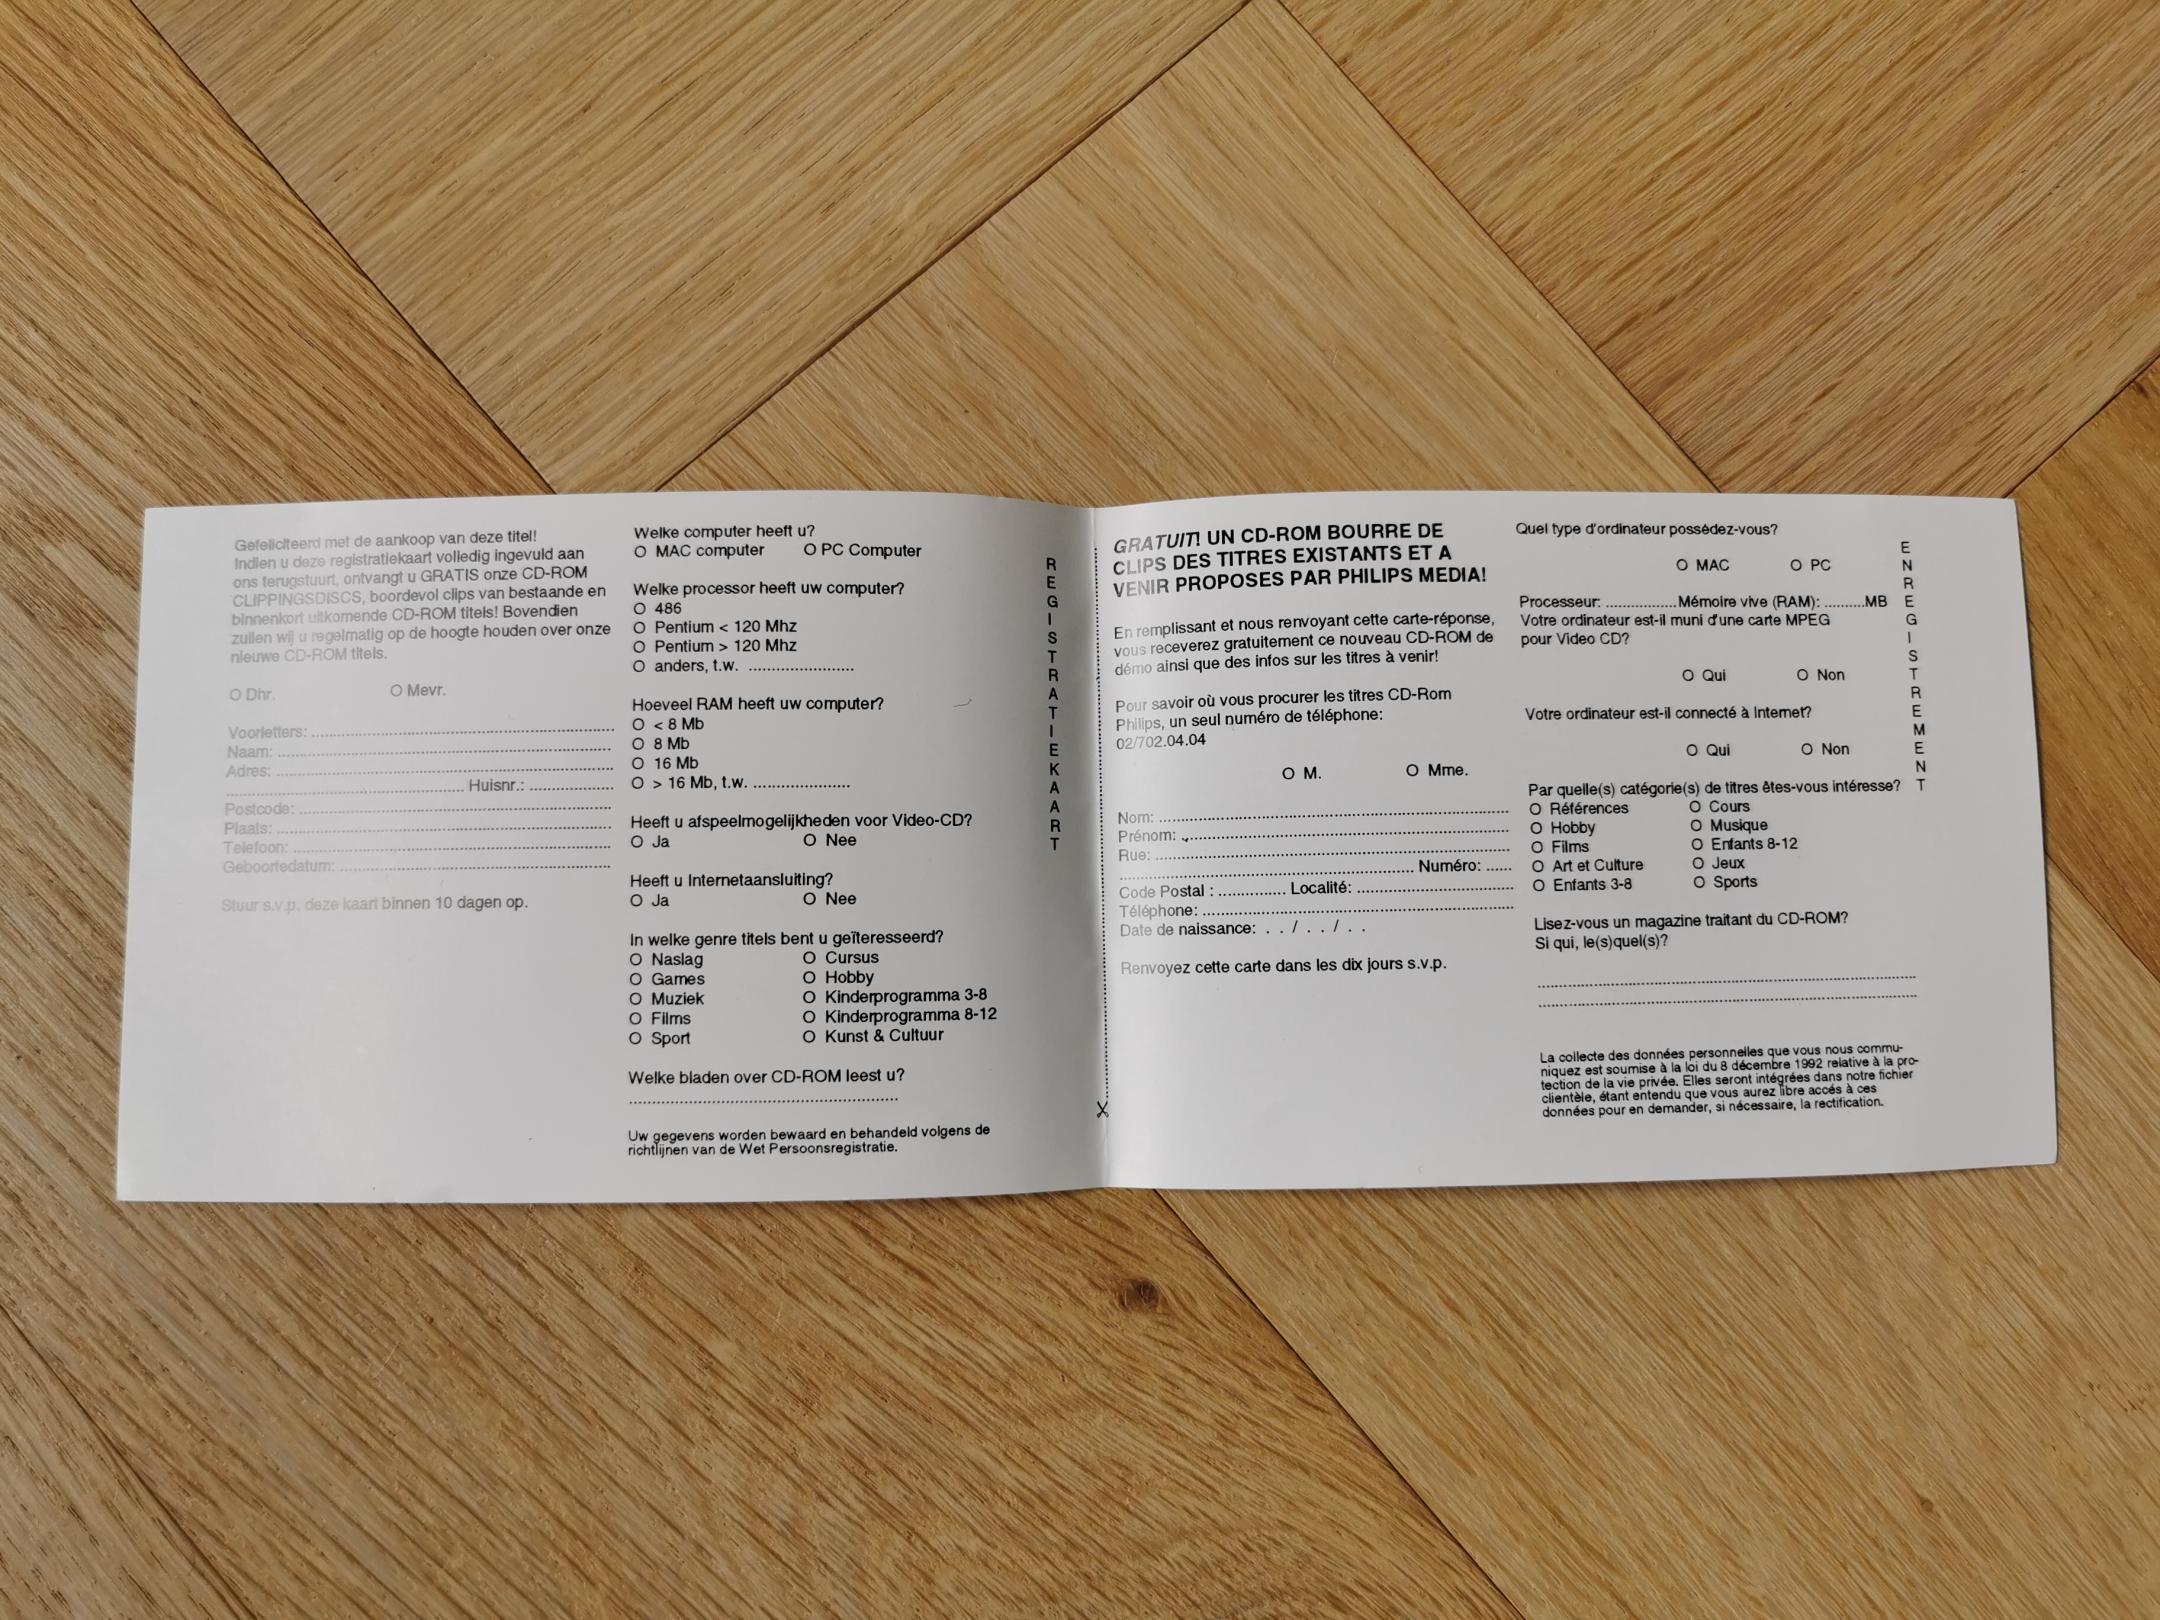 Gefeliciteerd met de aankoop van deze titel!
Indien u deze registratiekaart volledig ingevuld aan
ons terugstuurt, ontvangt u GRATIS onze CD-ROM
CLIPPINGSDISCS, boordevol clips van bestaande en
binnenkort uitkomende CD-ROM titels! Bovendien
zullen wij u regelmatig op de hoogte houden over onze
nieuwe CD-ROM titels.
O Dhr. O Mevr.
Voorletters: ..........
Naam: ..........
Adres: ..........
.......... Huisnr.: ..........
Postcode: ..........
Plaats: ..........
Telefoon: ..........
Geboortedatum: ..........
Stuur s.v.p. deze kaart binnen 10 dagen op.
Welke computer heeft u?
O MAC computer O PC Computer
Welke processor heeft uw computer?
O 486
O Pentium < 120 Mhz
O Pentium > 120 Mhz
O anders, t.w. ..........
Hoeveel RAM heeft uw computer?
O < 8 Mb
O 8 Mb
O 16 Mb
O > 16 Mb, t.w. ..........
Heeft u afspeelmogelijkheden voor Video-CD?
O Ja O Nee
Heeft u Internetaansluiting?
O Ja O Nee
In welke genre titels bent u geïteresseerd?
O Naslag O Cursus
O Games O Hobby
O Muziek O Kinderprogramma 3-8
O Films O Kinderprogramma 8-12
O Sport O Kunst & Cultuur
Welke bladen over CD-ROM leest u?
..........
Uw gegevens worden bewaard en behandeld volgens de
richtlijnen van de Wet Persoonsregistratie.
REGISTRATIEKAART
GRATUIT! UN CD-ROM BOURRE DE
CLIPS DES TITRES EXISTANTS ET A
VENIR PROPOSES PAR PHILIPS MEDIA!
En remplissant et nous renvoyant cette carte-réponse,
vous receverez gratuitement ce nouveau CD-ROM de
démo ainsi que des infos sur les titres à venir!
Pour savoir où vous procurer les titres CD-Rom
Philips, un seul numéro de téléphone:
02/702.04.04
O M. O Mme.
Nom: ..........
Prénom: ..........
Rue: ..........
.......... Numéro: ......
Code Postal : .......... Localité: ..........
Téléphone: ..........
Date de naissance: . . / . . / . .
Renvoyez cette carte dans les dix jours s.v.p.
Quel type d'ordinateur possédez-vous?
O MAC O PC
Processeur: ..........Mémoire vive (RAM): ..........MB
Votre ordinateur est-il muni d'une carte MPEG
pour Video CD?
O Qui O Non
Votre ordinateur est-il connecté à Internet?
O Qui O Non
Par quelle(s) catégorie(s) de titres êtes-vous intéresse?
O Références O Cours
O Hobby O Musique
O Films O Enfants 8-12
O Art et Culture O Jeux
O Enfants 3-8 O Sports
Lisez-vous un magazine traitant du CD-ROM?
Si qui, le(s)quel(s)?
..........
..........
La collecte des données personnelles que vous nous commu-
niquez est soumise à la loi du 8 décembre 1992 relative à la pro-
tection de la vie privée. Elles seront intégrées dans notre fichier
clientèle, étant entendu que vous aurez libre accés à ces
données pour en demander, si nécessaire, la rectification.
ENREGISTREMENT